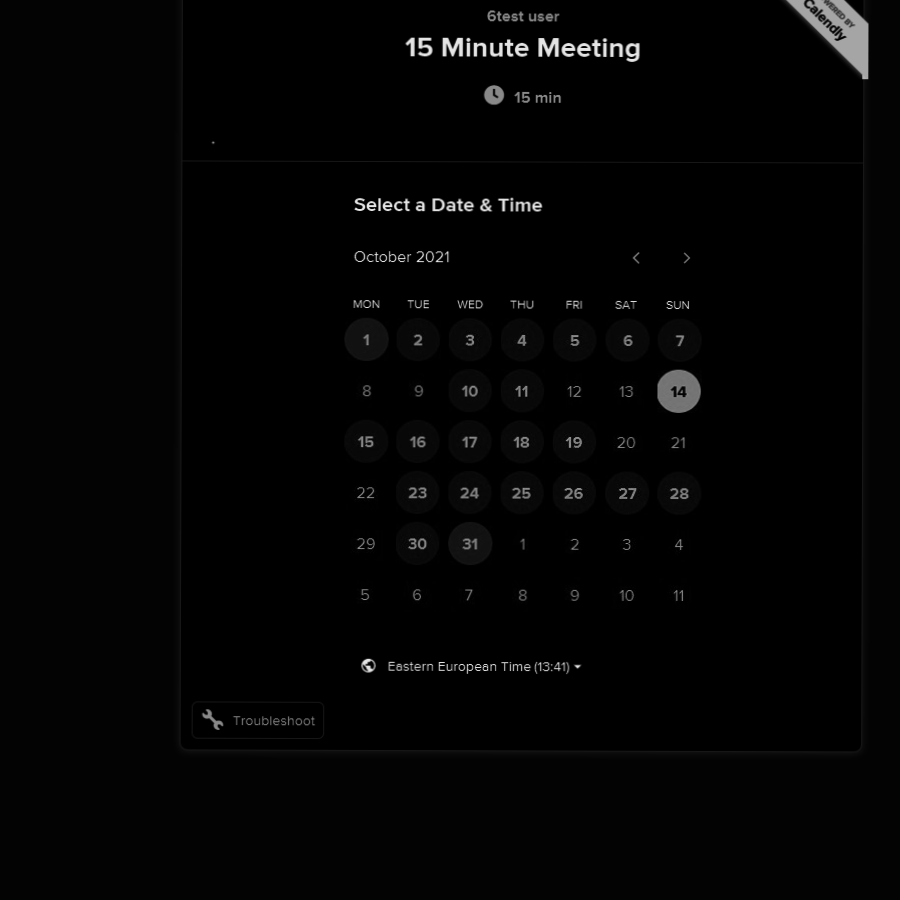 6test user
15 Minute Meeting
15 min
WERED BY
Calendly
Select a Date & Time
October 2021
MON TUE WED THU FRI SAT SUN
1 2 3 4 5 6 7
8 9 10 11 12 13 14
15 16 17 18 19 20 21
22 23 24 25 26 27 28
29 30 31 1 2 3 4
5 6 7 8 9 10 11
Eastern European Time (13:41)
Troubleshoot